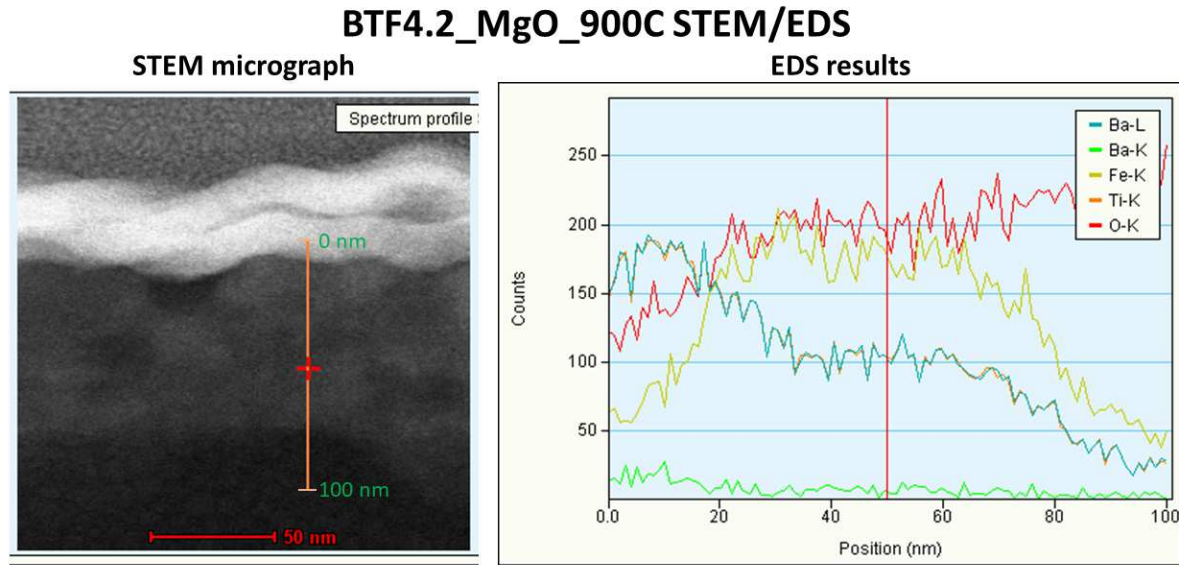 BTF4.2_MgO_900C STEM/EDS
STEM micrograph
EDS results
Spectrum profile
0 nm
100 nm
50 nm
Ba-L
Ba-K
Fe-K
Ti-K
O-K
250
200
150
100
50
Counts
0.0 20 40 60 80 100
Position (nm)